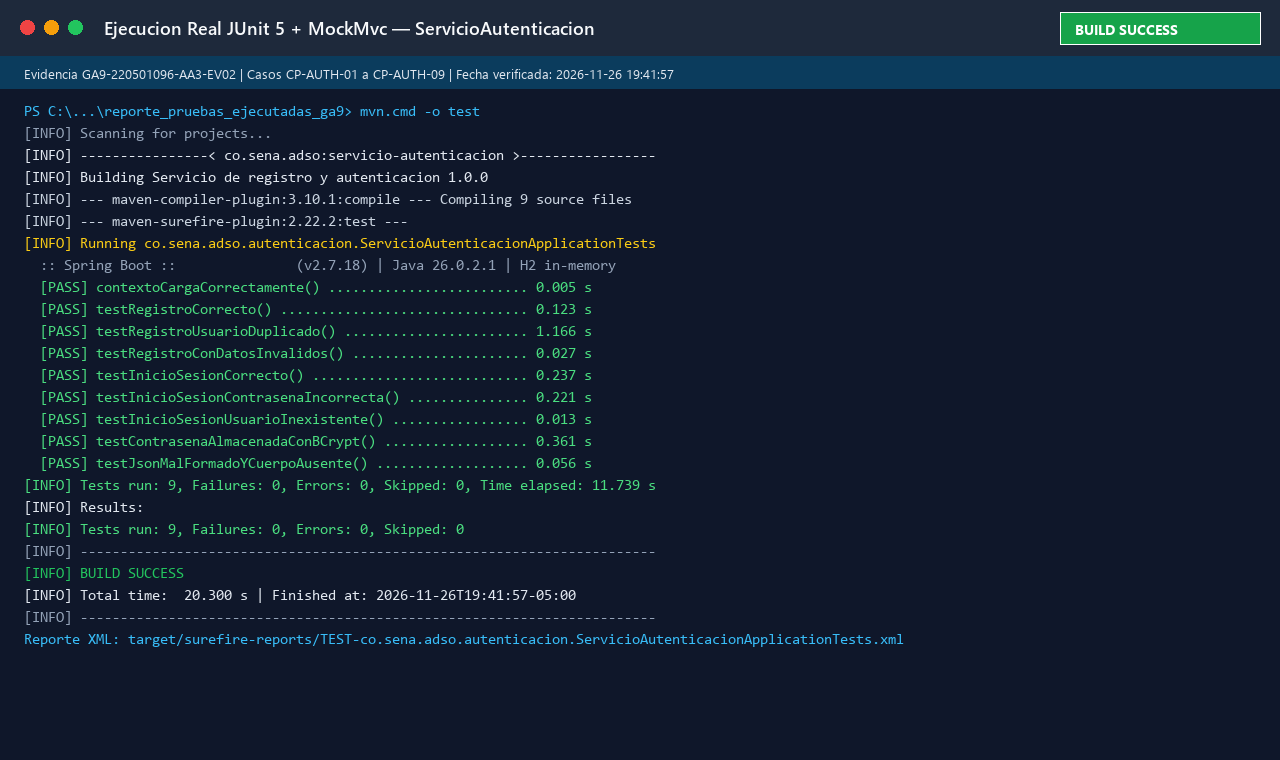 Ejecucion Real JUnit 5 + MockMvc — ServicioAutenticacion
BUILD SUCCESS
Evidencia GA9-220501096-AA3-EV02 | Casos CP-AUTH-01 a CP-AUTH-09 | Fecha verificada: 2026-11-26 19:41:57
PS C:\...\reporte_pruebas_ejecutadas_ga9> mvn.cmd -o test
[INFO] Scanning for projects...
[INFO] ----------------< co.sena.adso:servicio-autenticacion >-----------------
[INFO] Building Servicio de registro y autenticacion 1.0.0
[INFO] --- maven-compiler-plugin:3.10.1:compile --- Compiling 9 source files
[INFO] --- maven-surefire-plugin:2.22.2:test ---
[INFO] Running co.sena.adso.autenticacion.ServicioAutenticacionApplicationTests
  :: Spring Boot ::               (v2.7.18) | Java 26.0.2.1 | H2 in-memory
  [PASS] contextoCargaCorrectamente() ......................... 0.005 s
  [PASS] testRegistroCorrecto() ............................... 0.123 s
  [PASS] testRegistroUsuarioDuplicado() ....................... 1.166 s
  [PASS] testRegistroConDatosInvalidos() ...................... 0.027 s
  [PASS] testInicioSesionCorrecto() ........................... 0.237 s
  [PASS] testInicioSesionContrasenaIncorrecta() ............... 0.221 s
  [PASS] testInicioSesionUsuarioInexistente() ................. 0.013 s
  [PASS] testContrasenaAlmacenadaConBCrypt() .................. 0.361 s
  [PASS] testJsonMalFormadoYCuerpoAusente() ................... 0.056 s
[INFO] Tests run: 9, Failures: 0, Errors: 0, Skipped: 0, Time elapsed: 11.739 s
[INFO] Results:
[INFO] Tests run: 9, Failures: 0, Errors: 0, Skipped: 0
[INFO] ------------------------------------------------------------------------
[INFO] BUILD SUCCESS
[INFO] Total time:  20.300 s | Finished at: 2026-11-26T19:41:57-05:00
[INFO] ------------------------------------------------------------------------
Reporte XML: target/surefire-reports/TEST-co.sena.adso.autenticacion.ServicioAutenticacionApplicationTests.xml